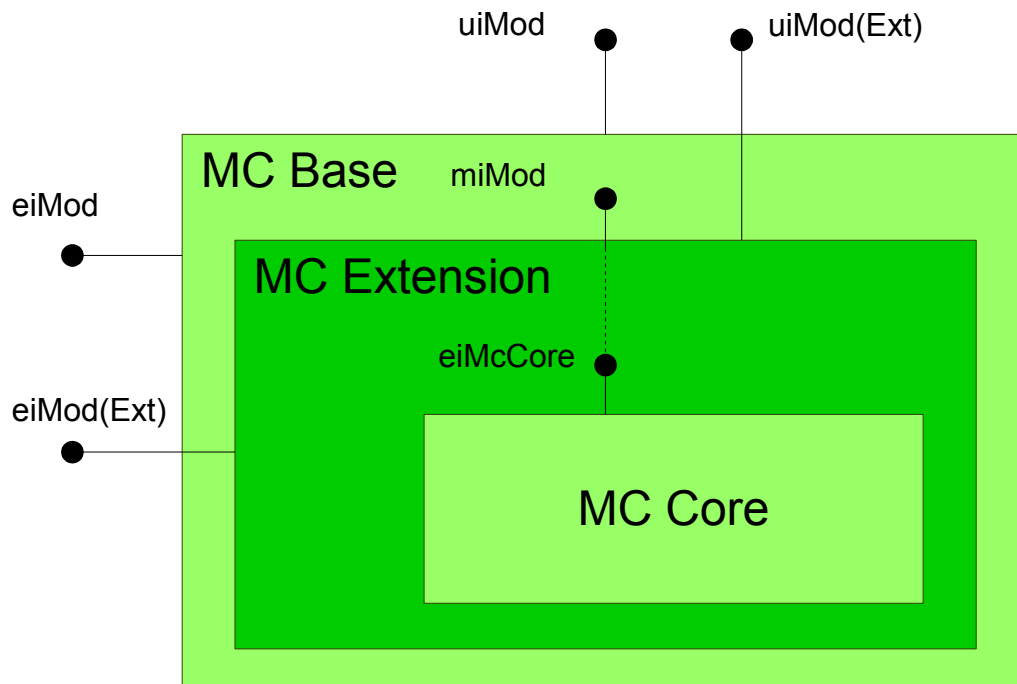 uiMod
uiMod(Ext)
MC Base
miMod
eiMod
MC Extension
eiMcCore
eiMod(Ext)
MC Core